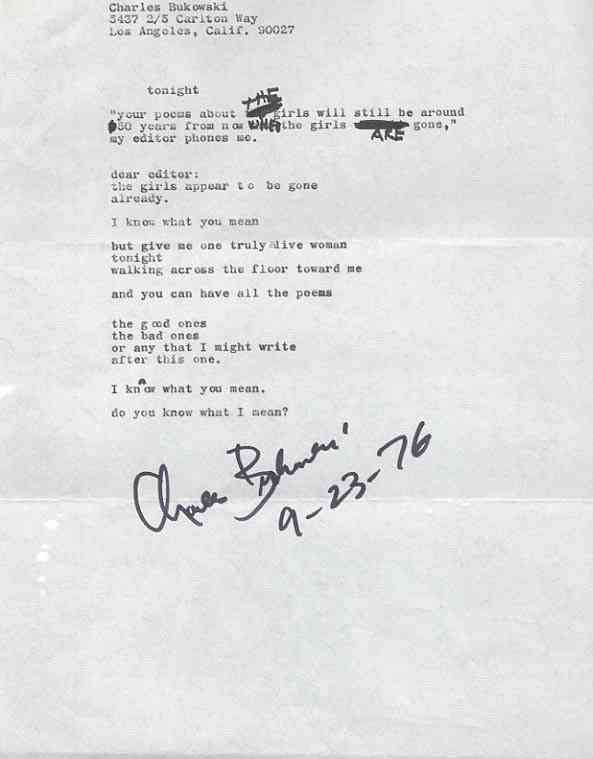 Charles Bukowski
5437 2/5 Carlton Way
Los Angeles, Calif. 90027
tonight
"your poems about THE girls will still be around
50 years from now WHEN the girls ARE gone,"
my editor phones me.
dear editor:
the girls appear to be gone
already.
I know what you mean
but give me one truly alive woman
tonight
walking across the floor toward me
and you can have all the poems
the good ones
the bad ones
or any that I might write
after this one.
I know what you mean.
do you know what I mean?
Charles Bukowski
9-23-76